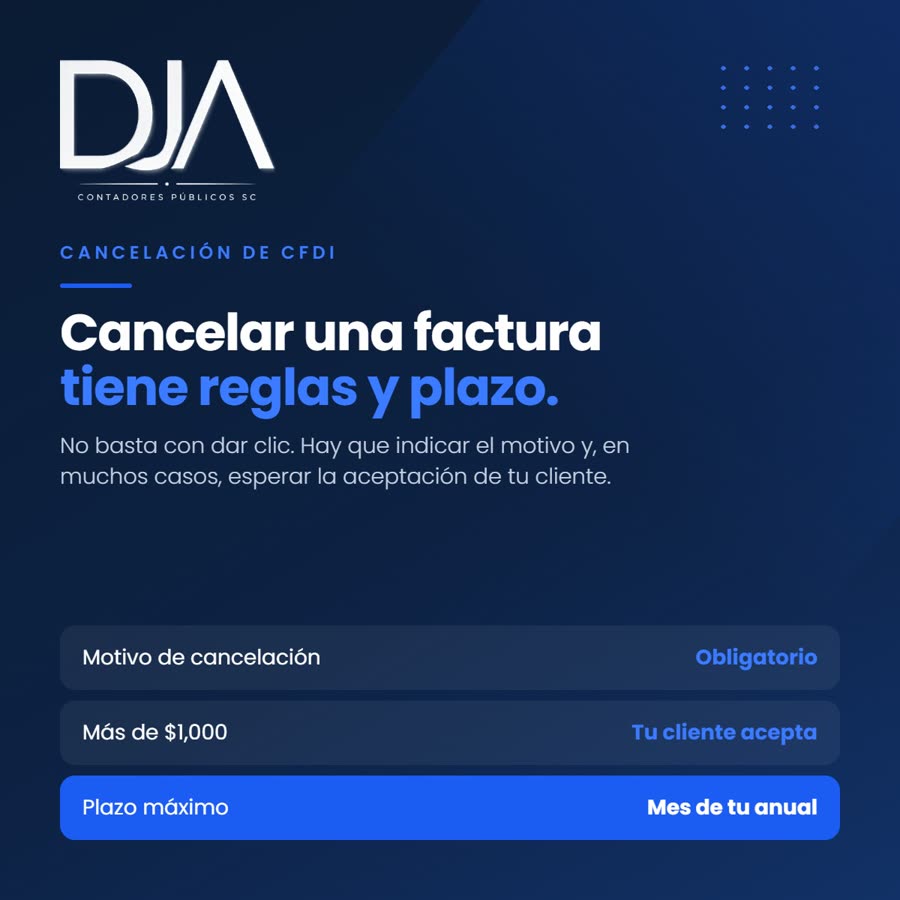 DJA
CONTADORES PÚBLICOS SC
CANCELACIÓN DE CFDI
Cancelar una factura
tiene reglas y plazo.
No basta con dar clic. Hay que indicar el motivo y, en
muchos casos, esperar la aceptación de tu cliente.
Motivo de cancelación Obligatorio
Más de $1,000 Tu cliente acepta
Plazo máximo Mes de tu anual